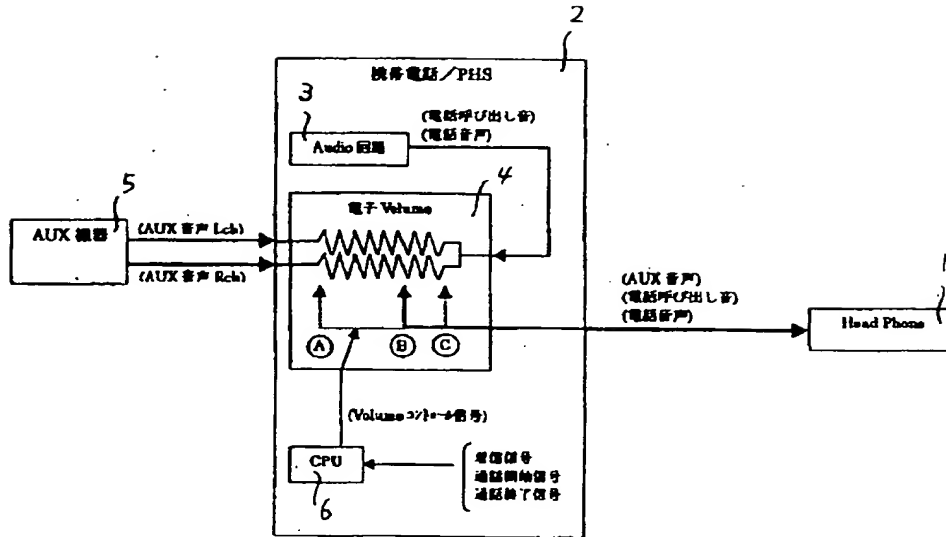 2
携帯電話/PHS
3
(電話呼び出し音)
(電話音声)
Audio 回路
4
5
電子 Volume
AUX 機器
(AUX 音声 Lch)
(AUX 音声 Rch)
1
(AUX 音声)
(電話呼び出し音)
(電話音声)
Head Phone
A B C
(Volume コントロール信号)
CPU
着信信号
通話開始信号
通話終了信号
6